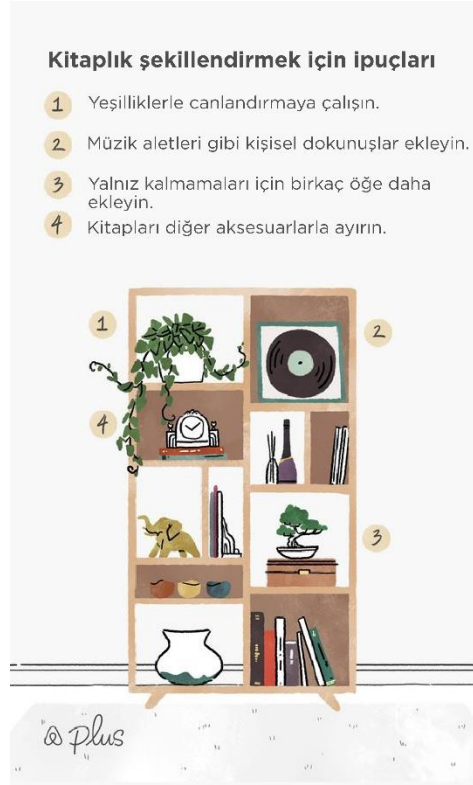 Kitaplık şekillendirmek için ipuçları
1 Yeşilliklerle canlandırmaya çalışın.
2 Müzik aletleri gibi kişisel dokunuşlar ekleyin.
3 Yalnız kalmamaları için birkaç öğe daha
ekleyin.
4 Kitapları diğer aksesuarlarla ayırın.
1
2
4
3
plus